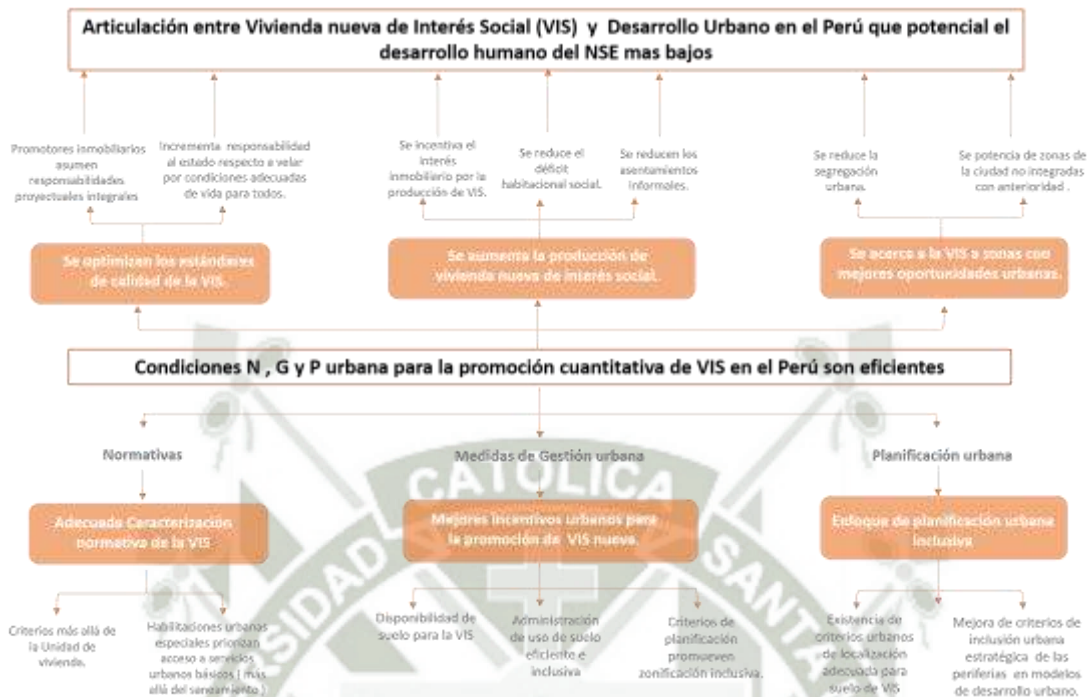 Articulación entre Vivienda nueva de Interés Social (VIS) y Desarrollo Urbano en el Perú que potencial el
desarrollo humano del NSE mas bajos
Promotores inmobiliarios
asumen
responsabilidades
proyectuales integrales
Incrementa responsabilidad
al estado respecto a velar
por condiciones adecuadas
de vida para todos.
Se incentiva el
interés
inmobiliario por la
producción de VIS.
Se reduce el
déficit
habitacional social.
Se reducen los
asentamientos
informales.
Se reduce la
segregación
urbana.
Se potencia de zonas de
la ciudad no integradas
con anterioridad .
Se optimizan los estándares
de calidad de la VIS.
Se aumenta la producción de
vivienda nueva de interés social.
Se acerca a la VIS a zonas con
mejores oportunidades urbanas.
Condiciones N , G y P urbana para la promoción cuantitativa de VIS en el Perú son eficientes
Normativas
Medidas de Gestión urbana
Planificación urbana
Adecuada Caracterización
normativa de la VIS
Mejores incentivos urbanos para
la promoción de VIS nueva.
Enfoque de planificación urbana
inclusiva
Criterios más allá de
la Unidad de
vivienda.
Habilitaciones urbanas
especiales priorizan
acceso a servicios
urbanos básicos ( más
allá del saneamiento )
Disponibilidad de
suelo para la VIS
Administración
de uso de suelo
eficiente e
inclusiva
Criterios de
planificación
promueven
zonificación inclusiva.
Existencia de
criterios urbanos
de localización
adecuada para
suelo de VIS
Mejora de criterios de
inclusión urbana
estratégica de las
periferias en modelos
de desarrollo urbano.
CATOLICA
SANTA